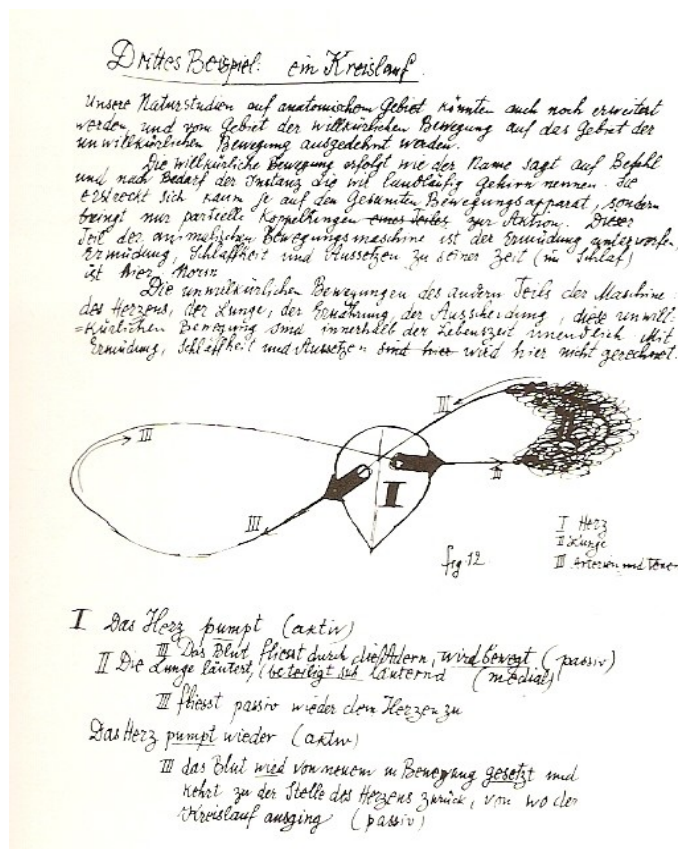 Drittes Beispiel: ein Kreislauf.
Unsere Naturstudien auf anatomischem Gebiet könnten auch noch erweitert
werden und vom Gebiet der willkürlichen Bewegung auf das Gebiet der
unwillkürlichen Bewegung ausgedehnt werden.
Die willkürliche Bewegung erfolgt wie der Name sagt auf Befehl
und nach Bedarf der Instanz die wir landläufig Gehirn nennen. Sie
erstreckt sich kaum je auf den gesamten Bewegungsapparat, sondern
bringt nur partielle Koppelungen eines Teiles zur Aktion. Dieser
Teil der animalischen Bewegungsmaschine ist der Ermüdung unterworfen,
Ermüdung, Schlaffheit und Aussetzen zu seiner Zeit (im Schlaf)
ist hier Norm
Die unwillkürlichen Bewegungen des andern Teils der Maschine:
des Herzens, der Lunge, der Ernährung, der Ausscheidung, diese unwill-
=kürlichen Bewegung sind innerhalb der Lebenszeit unendlich Mit
Ermüdung, Schlaffheit und Aussetzen sind hier wird hier nicht gerechnet.
III
III
III
II
I
I Herz
II Lunge
III Arterien und
fig 12
I Das Herz pumpt (aktiv)
III Das Blut fliesst durch die Adern, wird bewegt (passiv)
II Die Lunge läutert, (beteiligt sich läuternd (medial)
III fliesst passiv wieder dem Herzen zu
Das Herz pumpt wieder (aktiv)
III das Blut wird von neuem in Bewegung gesetzt und
kehrt zu der Stelle des Herzens zurück, von wo der
Kreislauf ausging (passiv)